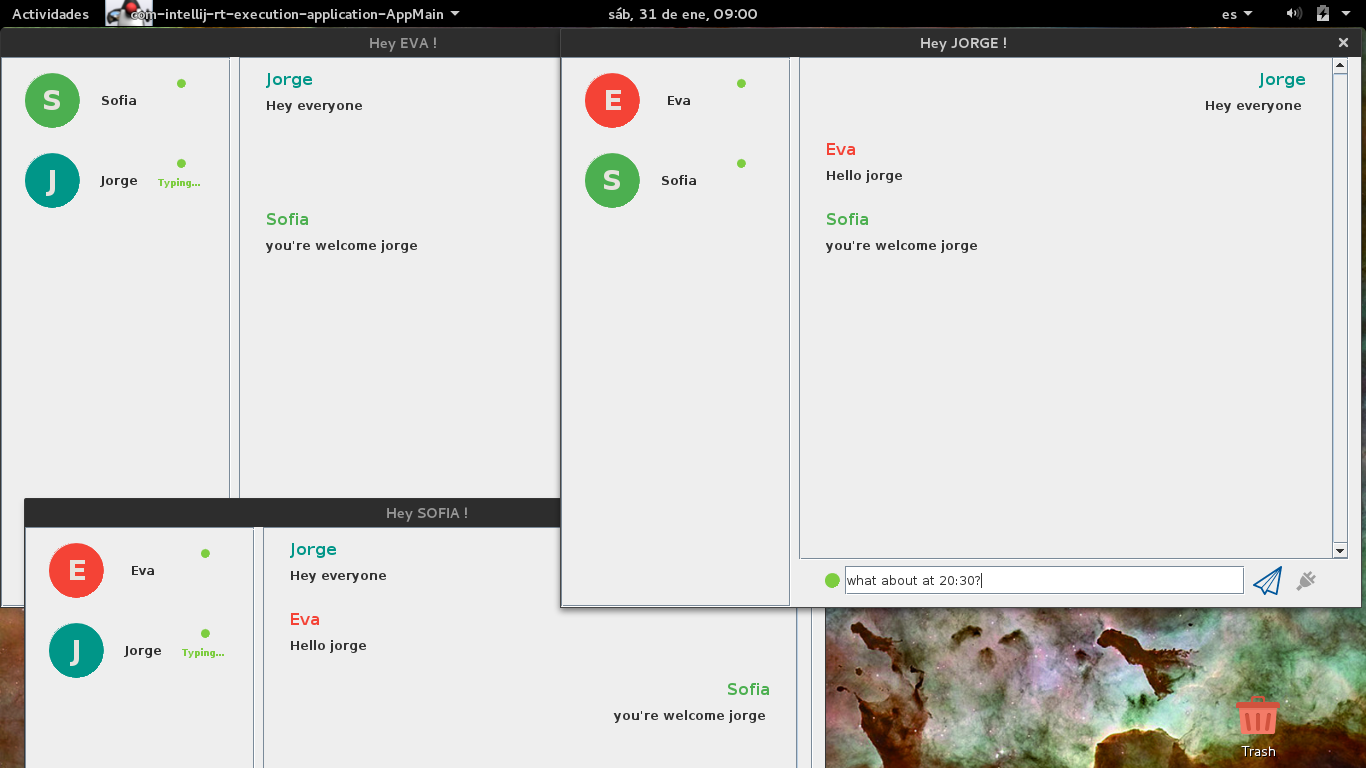 Actividades
com-intellij-rt-execution-application-AppMain
sáb, 31 de ene, 09:00
es
Hey EVA !
S
Sofia
J
Jorge
Typing...
Jorge
Hey everyone
Sofia
you're welcome jorge
Hey JORGE !
E
Eva
S
Sofia
Jorge
Hey everyone
Eva
Hello jorge
Sofia
you're welcome jorge
what about at 20:30?
Hey SOFIA !
E
Eva
J
Jorge
Typing...
Jorge
Hey everyone
Eva
Hello jorge
Sofia
you're welcome jorge
Trash